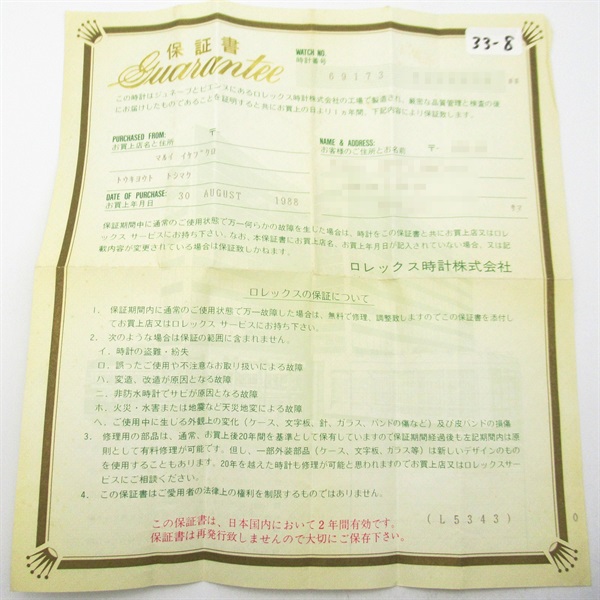 33-8
保証書
Guarantee
WATCH NO.
時計番号
69173
この時計はジュネーブとビエーヌにあるロレックス時計株式会社の工場で製造され、厳密な品質管理と検査の後
にお届けしたものであることを証明すると共にお買上の日より1ヶ年間、下記内容により保証致します。
PURCHASED FROM: 〒
お買上店名と住所
マルイ イケブクロ
トウキヨウト トシマク
NAME & ADDRESS: 〒
お客様のご住所とお名前
DATE OF PURCHASE: 30 AUGUST 1988
お買上年月日
保証期間中に通常のご使用状態で万一何らかの故障を生じた場合は、時計をこの保証書と共にお買上店又はロレ
ックス サービスにお持ち下さい。なお、本保証書にお買上店名、お買上年月日が記入されていない場合、又は記
載内容が変更されている場合は保証致しかねます。
ロレックス時計株式会社
ロレックスの保証について
1. 保証期間内に通常のご使用状態で万一故障した場合は、無料で修理、調整致しますのでこの保証書を添付し
てお買上店又はロレックス サービスにお持ち下さい。
2. 次のような場合は保証の範囲に含まれません。
イ. 時計の盗難・紛失
ロ. 誤ったご使用や不注意なお取り扱いによる故障
ハ. 変造、改造が原因となる故障
ニ. 非防水時計でサビが原因となる故障
ホ. 火災・水害または地震など天災地変による故障
ヘ. ご使用中に生じる外観上の変化(ケース、文字板、針、ガラス、バンドの傷など)及び皮バンドの損傷
3. 修理用の部品は、通常、お買上後20年間を基準として保有していますので保証期間経過後も左記期間内は原
則として有料修理が可能です。但し、一部外装部品(ケース、文字板、ガラス等)は新しいデザインのもの
を使用することもあります。20年を越えた時計も修理が可能と思われますのでお買上店又はロレックスサー
ビスにご相談ください。
4. この保証書はご愛用者の法律上の権利を制限するものではありません。
この保証書は、日本国内において2年間有効です。
保証書は再発行致しませんので大切にご保存下さい。
(L5343)